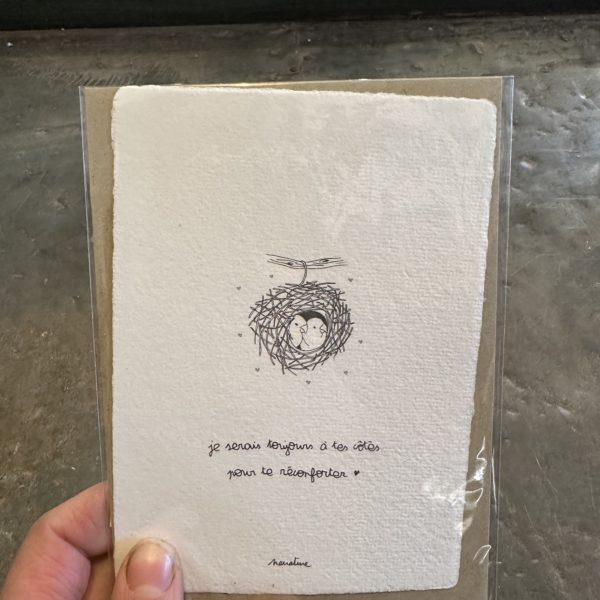 je serais toujours à tes côtés
pour te réconforter ♥